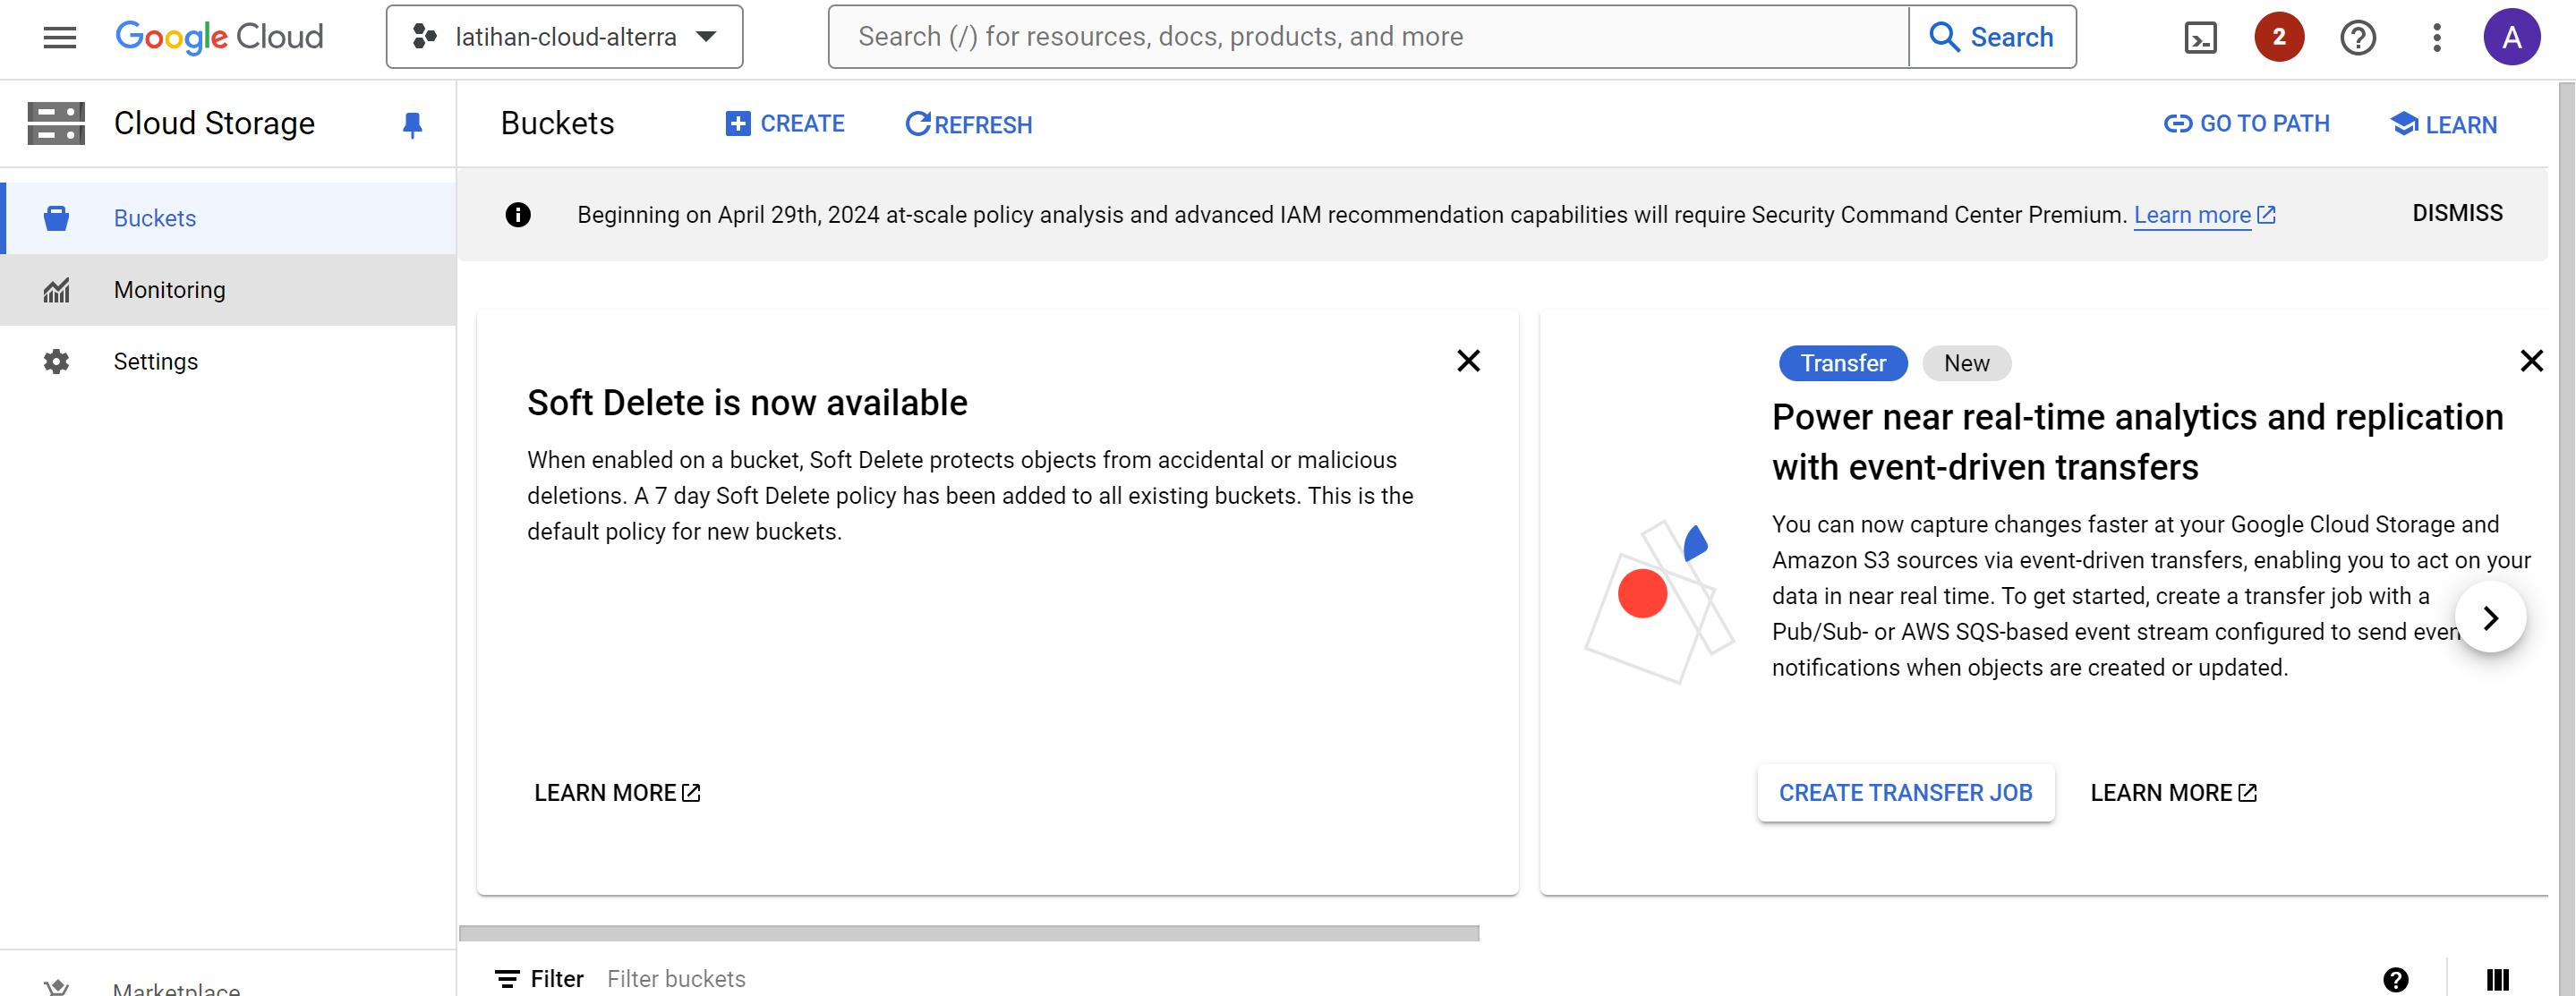 Google Cloud
latihan-cloud-alterra
Search (/) for resources, docs, products, and more
Search
2
A
Cloud Storage
Buckets
CREATE
REFRESH
GO TO PATH
LEARN
Buckets
Monitoring
Settings
Marketplace
Beginning on April 29th, 2024 at-scale policy analysis and advanced IAM recommendation capabilities will require Security Command Center Premium. Learn more
DISMISS
Soft Delete is now available
When enabled on a bucket, Soft Delete protects objects from accidental or malicious
deletions. A 7 day Soft Delete policy has been added to all existing buckets. This is the
default policy for new buckets.
LEARN MORE
Transfer
New
Power near real-time analytics and replication
with event-driven transfers
You can now capture changes faster at your Google Cloud Storage and
Amazon S3 sources via event-driven transfers, enabling you to act on your
data in near real time. To get started, create a transfer job with a
Pub/Sub- or AWS SQS-based event stream configured to send even
notifications when objects are created or updated.
CREATE TRANSFER JOB
LEARN MORE
Filter
Filter buckets